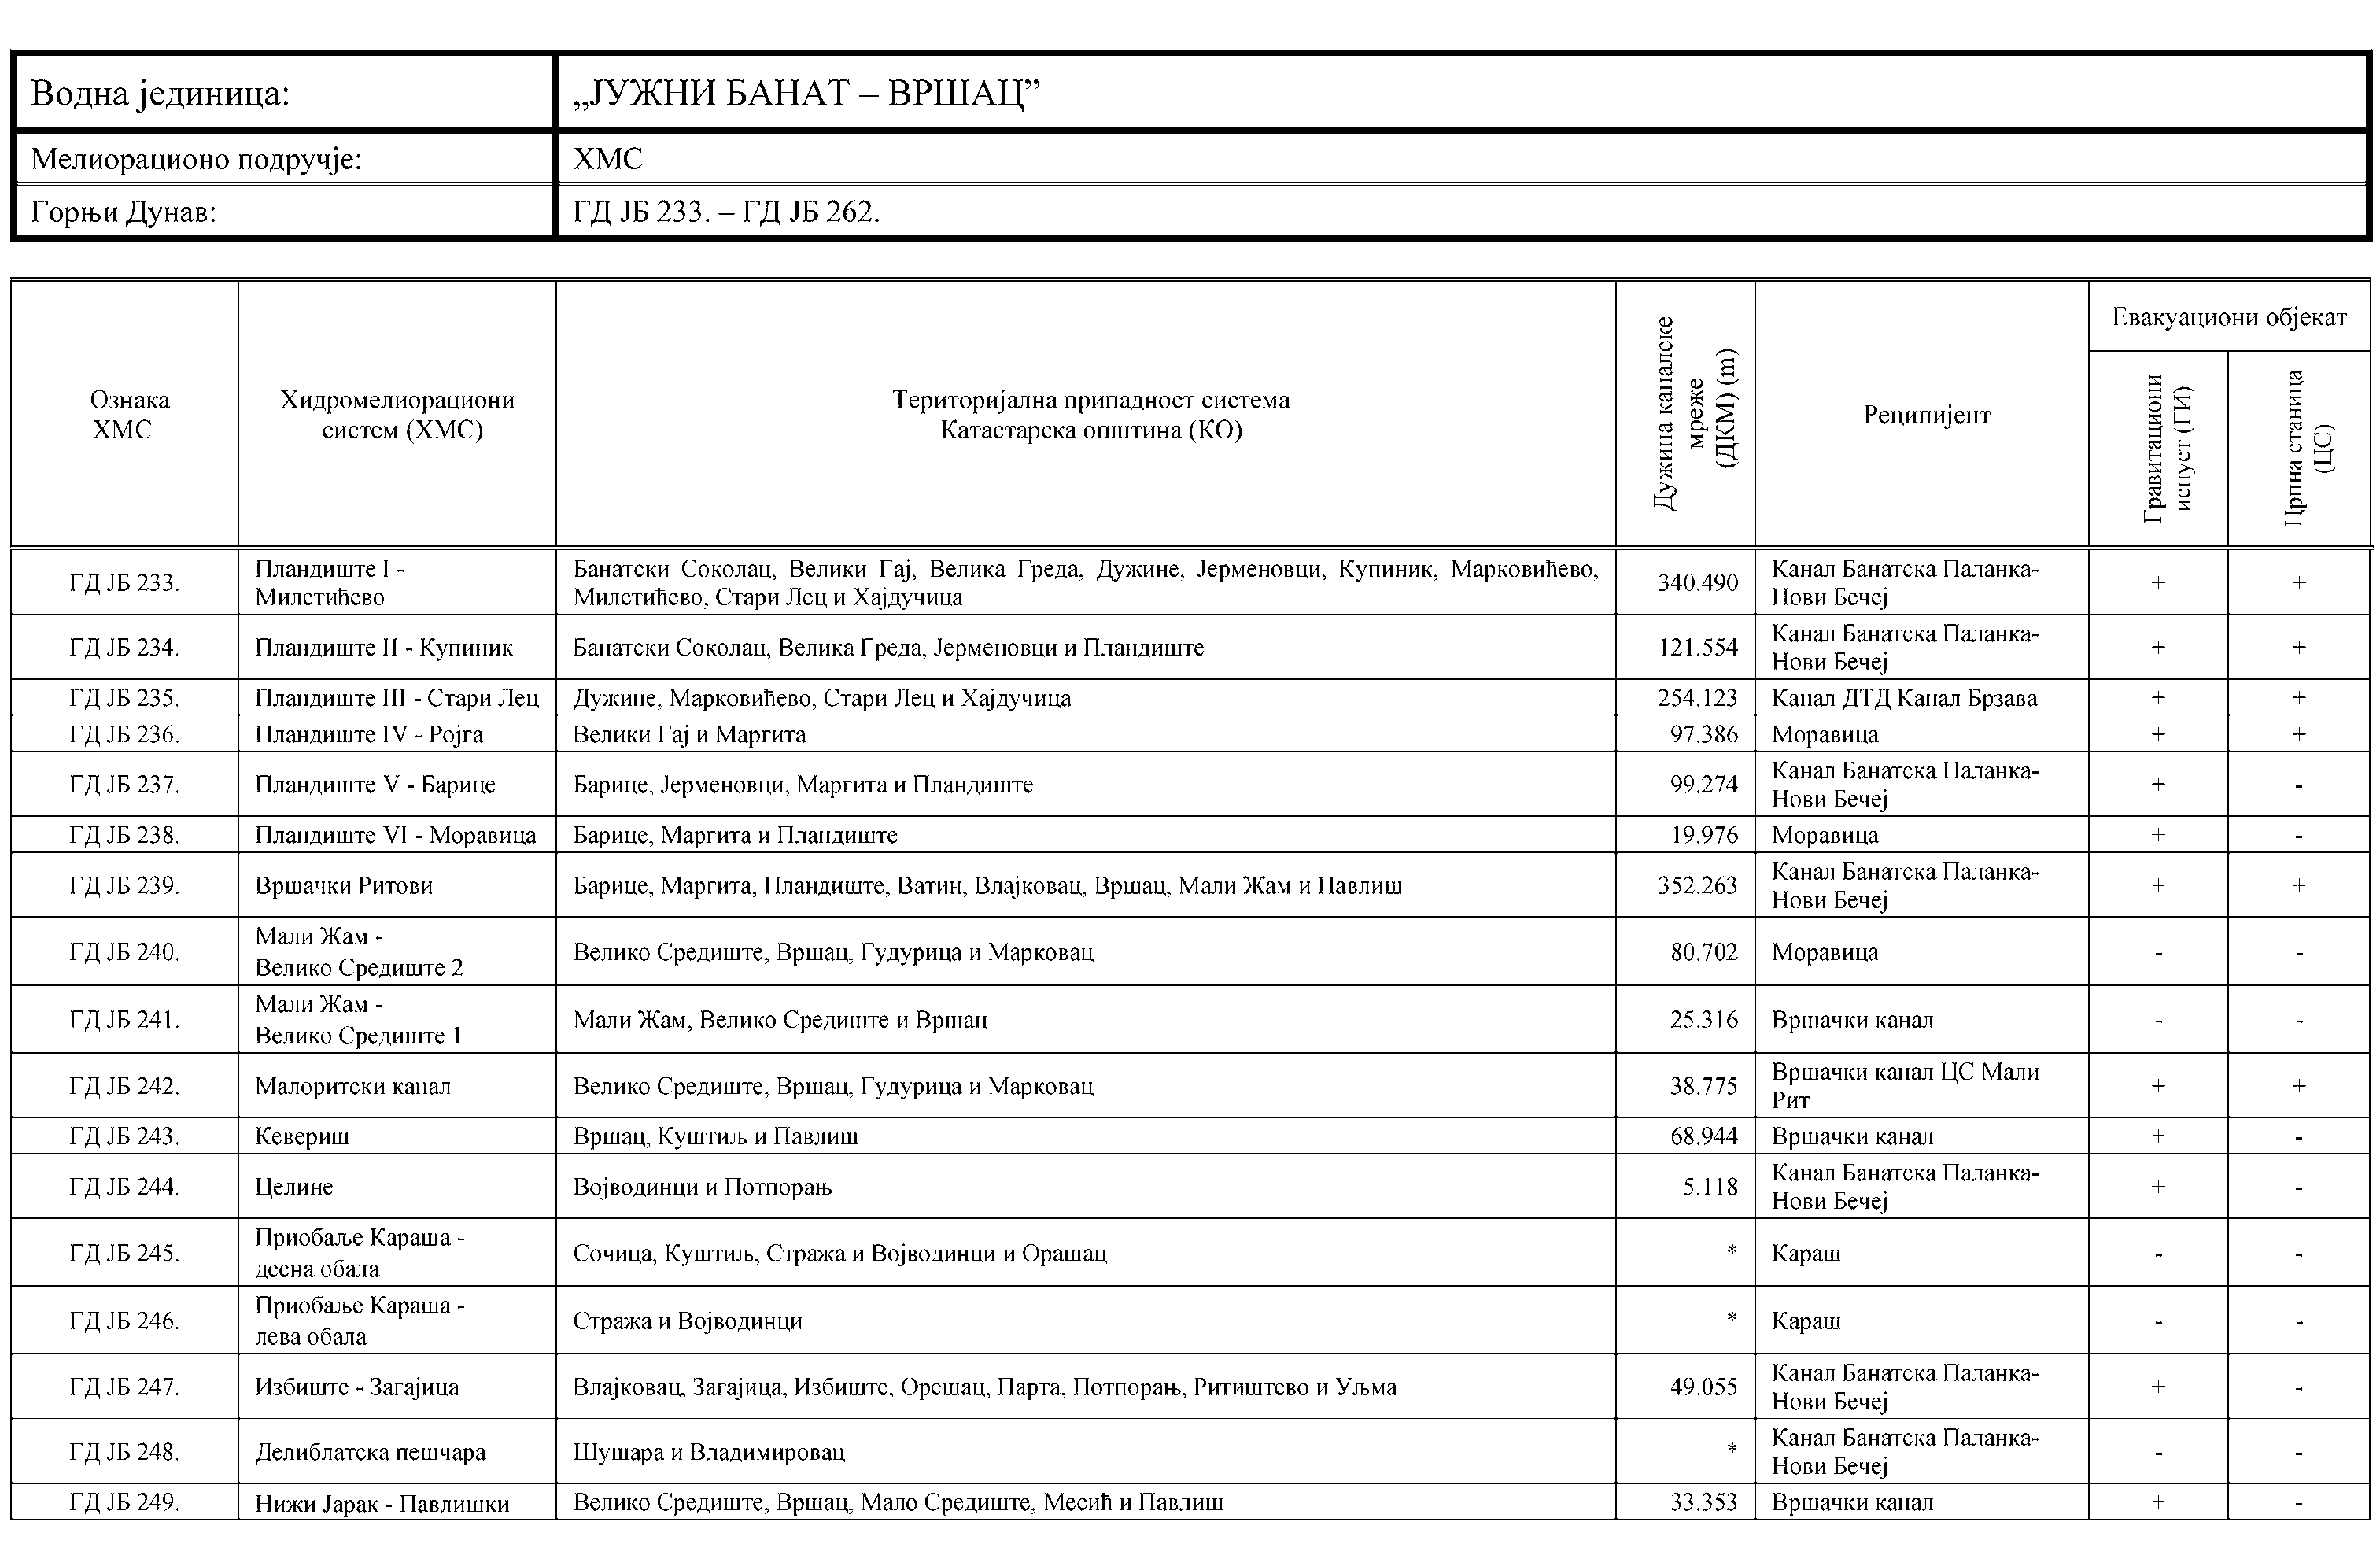 Водна јединица:
„ЈУЖНИ БАНАТ – ВРШАЦ”
Мелиорационо подручје:
ХМС
Горњи Дунав:
ГД ЈБ 233. – ГД ЈБ 262.
Ознака
ХМС
Хидромелиорациони
систем (ХМС)
Територијална припадност система
Катастарска општина (КО)
Дужина каналске
мреже
(ДКМ) (m)
Реципијент
Евакуациони објекат
Гравитациони
испуст (ГИ)
Црпна станица
(ЦС)
ГД ЈБ 233.
Пландиште I -
Милетићево
Банатски Соколац, Велики Гај, Велика Греда, Дужине, Јерменовци, Купиник, Марковићево,
Милетићево, Стари Лец и Хајдучица
340.490
Канал Банатска Паланка-
Нови Бечеј
+
+
ГД ЈБ 234.
Пландиште II - Купиник
Банатски Соколац, Велика Греда, Јерменовци и Пландиште
121.554
Канал Банатска Паланка-
Нови Бечеј
+
+
ГД ЈБ 235.
Пландиште III - Стари Лец
Дужине, Марковићево, Стари Лец и Хајдучица
254.123
Канал ДТД Канал Брзава
+
+
ГД ЈБ 236.
Пландиште IV - Ројга
Велики Гај и Маргита
97.386
Моравица
+
+
ГД ЈБ 237.
Пландиште V - Барице
Барице, Јерменовци, Маргита и Пландиште
99.274
Канал Банатска Паланка-
Нови Бечеј
+
-
ГД ЈБ 238.
Пландиште VI - Моравица
Барице, Маргита и Пландиште
19.976
Моравица
+
-
ГД ЈБ 239.
Вршачки Ритови
Барице, Маргита, Пландиште, Ватин, Влајковац, Вршац, Мали Жам и Павлиш
352.263
Канал Банатска Паланка-
Нови Бечеј
+
+
ГД ЈБ 240.
Мали Жам -
Велико Средиште 2
Велико Средиште, Вршац, Гудурица и Марковац
80.702
Моравица
-
-
ГД ЈБ 241.
Мали Жам -
Велико Средиште 1
Мали Жам, Велико Средиште и Вршац
25.316
Вршачки канал
-
-
ГД ЈБ 242.
Малоритски канал
Велико Средиште, Вршац, Гудурица и Марковац
38.775
Вршачки канал ЦС Мали
Рит
+
+
ГД ЈБ 243.
Кевериш
Вршац, Куштиљ и Павлиш
68.944
Вршачки канал
+
-
ГД ЈБ 244.
Целине
Војводинци и Потпорањ
5.118
Канал Банатска Паланка-
Нови Бечеј
+
-
ГД ЈБ 245.
Приобаље Караша -
десна обала
Сочица, Куштиљ, Стража и Војводинци и Орашац
*
Караш
-
-
ГД ЈБ 246.
Приобаље Караша -
лева обала
Стража и Војводинци
*
Караш
-
-
ГД ЈБ 247.
Избиште - Загајица
Влајковац, Загајица, Избиште, Орешац, Парта, Потпорањ, Ритиштево и Уљма
49.055
Канал Банатска Паланка-
Нови Бечеј
+
-
ГД ЈБ 248.
Делиблатска пешчара
Шушара и Владимировац
*
Канал Банатска Паланка-
Нови Бечеј
-
-
ГД ЈБ 249.
Нижи Јарак - Павлишки
Велико Средиште, Вршац, Мало Средиште, Месић и Павлиш
33.353
Вршачки канал
+
-